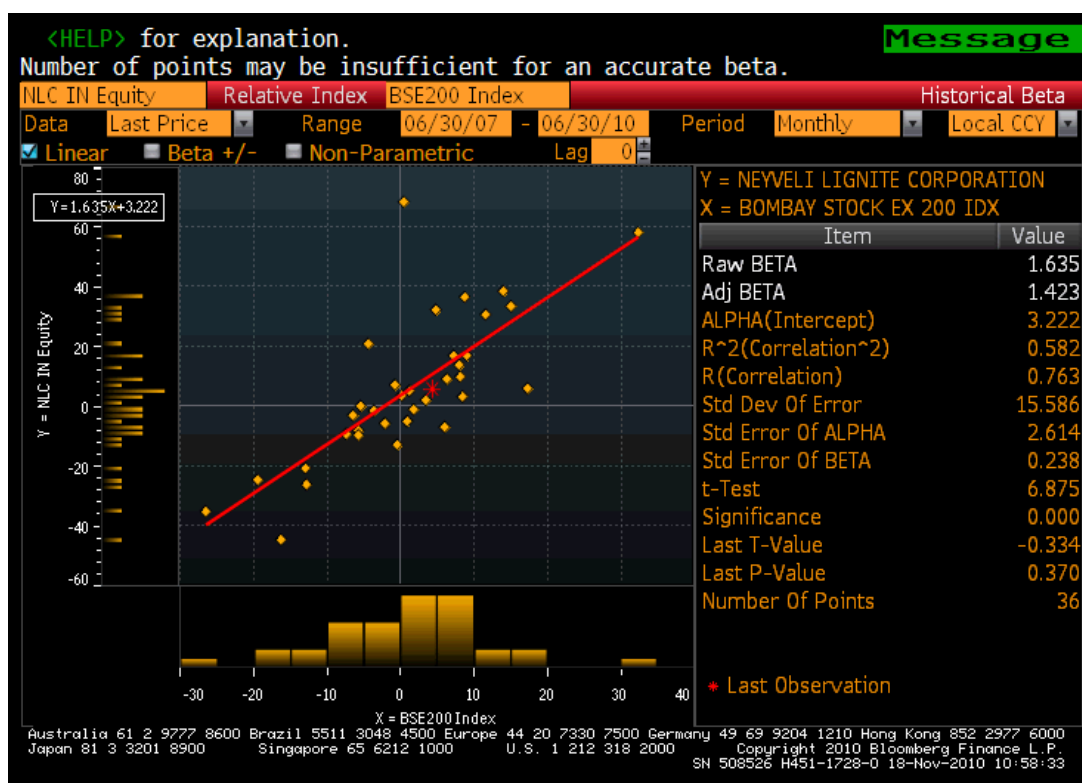 <HELP> for explanation.
Message
Number of points may be insufficient for an accurate beta.
NLC IN Equity Relative Index BSE200 Index Historical Beta
Data Last Price Range 06/30/07 - 06/30/10 Period Monthly Local CCY
Linear Beta +/- Non-Parametric Lag 0
Y = NEYVELI LIGNITE CORPORATION
X = BOMBAY STOCK EX 200 IDX
Item Value
Raw BETA 1.635
Adj BETA 1.423
ALPHA(Intercept) 3.222
R^2(Correlation^2) 0.582
R(Correlation) 0.763
Std Dev Of Error 15.586
Std Error Of ALPHA 2.614
Std Error Of BETA 0.238
t-Test 6.875
Significance 0.000
Last T-Value -0.334
Last P-Value 0.370
Number Of Points 36
* Last Observation
Y=1.635X+3.222
Y = NLC IN Equity
80
60
40
20
0
-20
-40
-60
-30 -20 -10 0 10 20 30 40
X = BSE200 Index
Australia 61 2 9777 8600 Brazil 5511 3048 4500 Europe 44 20 7330 7500 Germany 49 69 9204 1210 Hong Kong 852 2977 6000
Japan 81 3 3201 8900 Singapore 65 6212 1000 U.S. 1 212 318 2000 Copyright 2010 Bloomberg Finance L.P.
SN 508526 H451-1728-0 18-Nov-2010 10:58:33